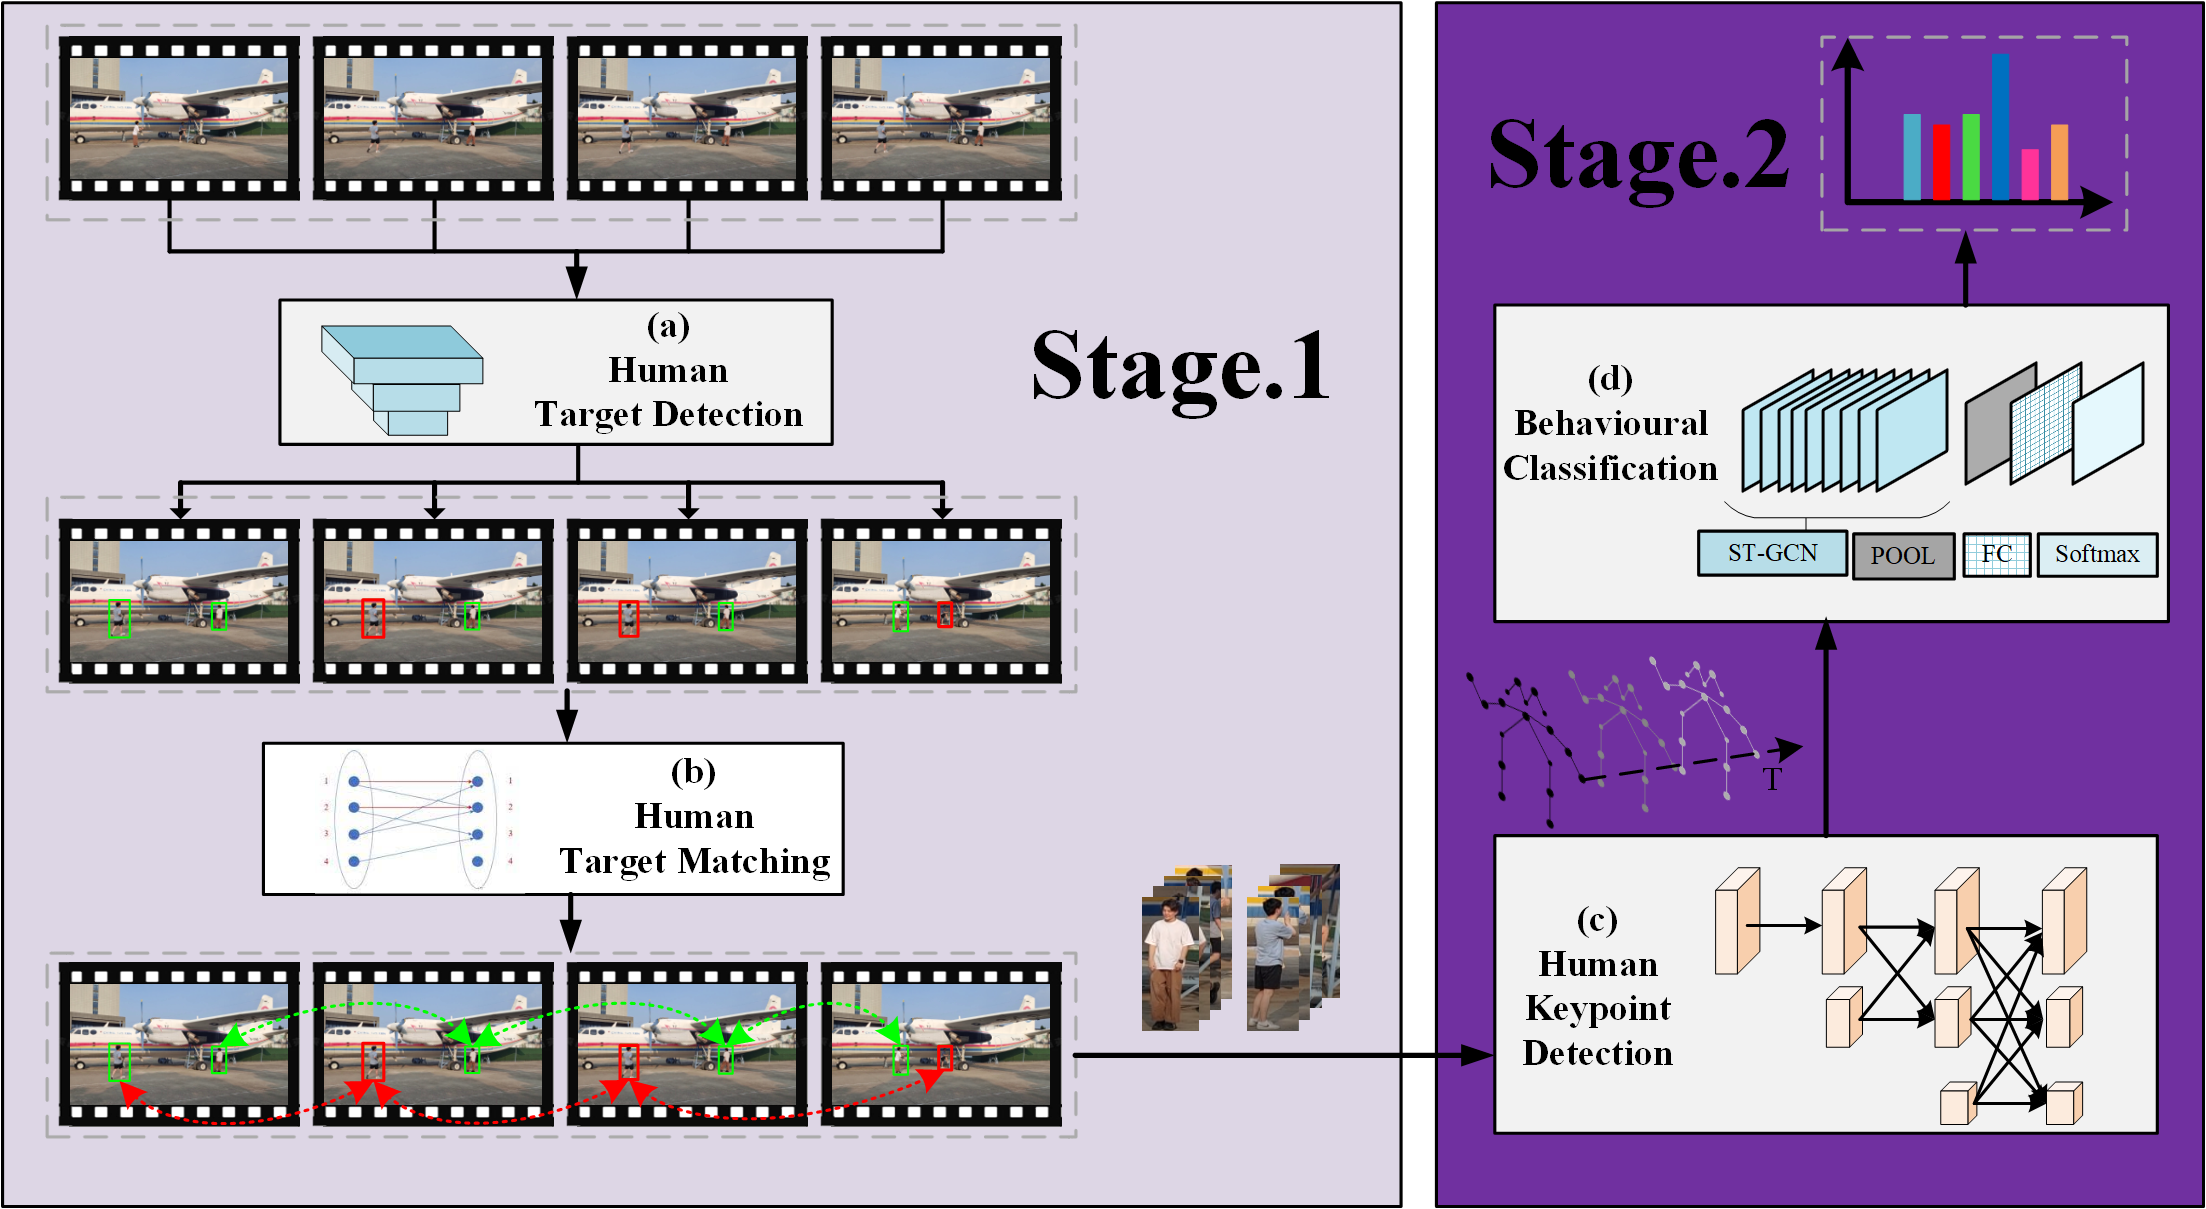 Stage.1
(a)
Human
Target Detection
1
1
2
2
3
3
4
4
(b)
Human
Target Matching
Stage.2
(d)
Behavioural
Classification
ST-GCN
POOL
FC
Softmax
T
(c)
Human
Keypoint
Detection